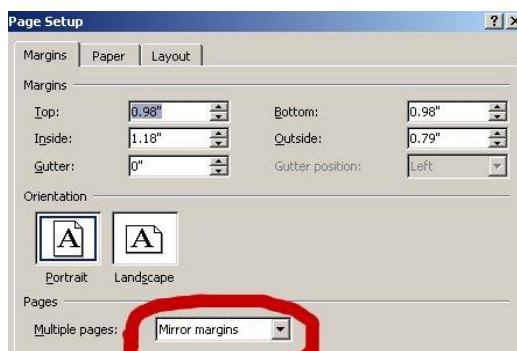 Page Setup
Margins Paper Layout
Margins
Top: 0.98" Bottom: 0.98"
Inside: 1.18" Outside: 0.79"
Gutter: 0" Gutter position: Left
Orientation
A A
Portrait Landscape
Pages
Multiple pages: Mirror margins